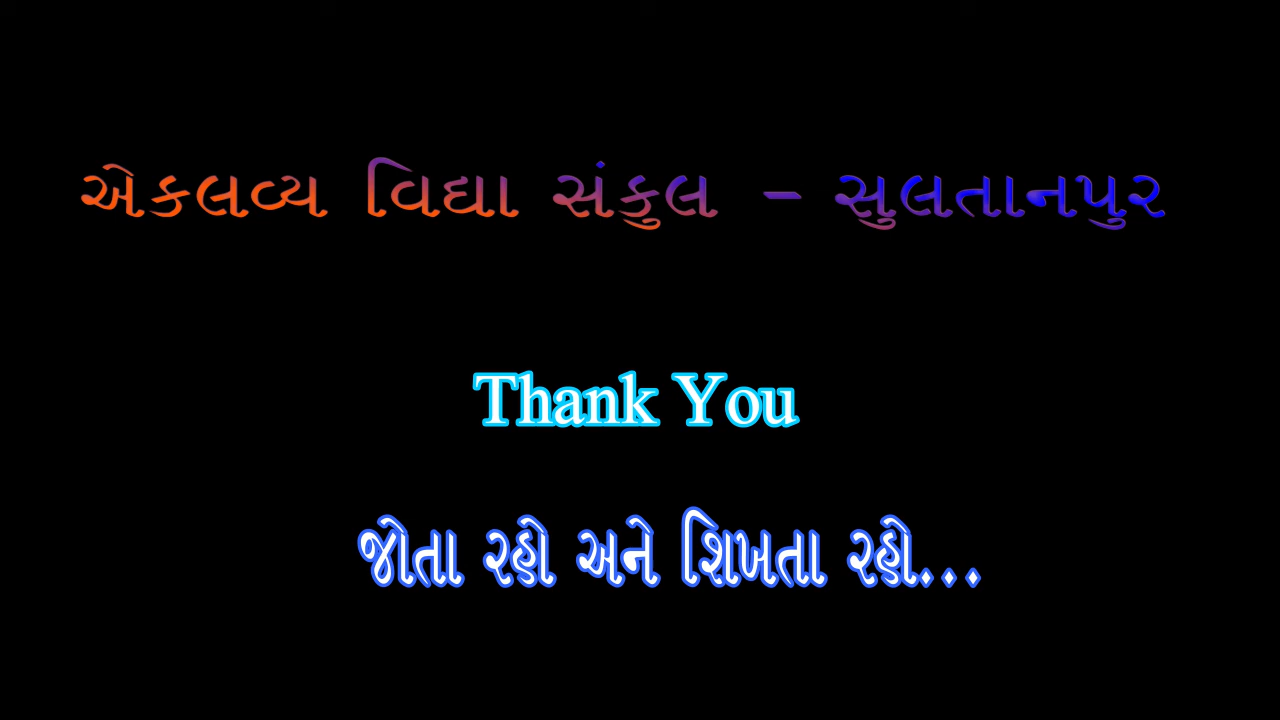 એકલવ્ય વિદ્યા સંકુલ - સુલતાનપુર
Thank You
જોતા રહો અને શિખતા રહો...